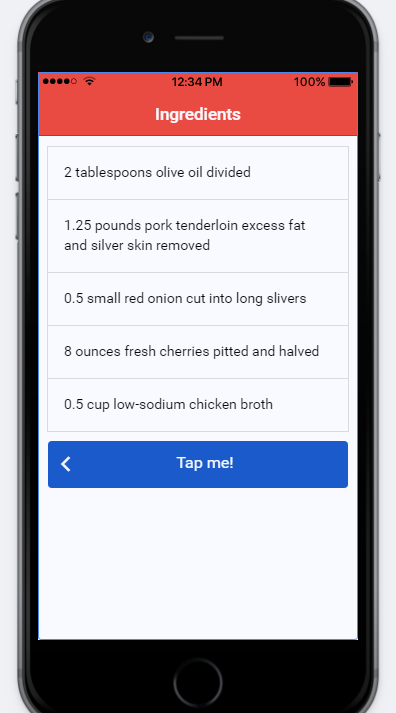 12:34 PM 100%
Ingredients
2 tablespoons olive oil divided
1.25 pounds pork tenderloin excess fat
and silver skin removed
0.5 small red onion cut into long slivers
8 ounces fresh cherries pitted and halved
0.5 cup low-sodium chicken broth
Tap me!